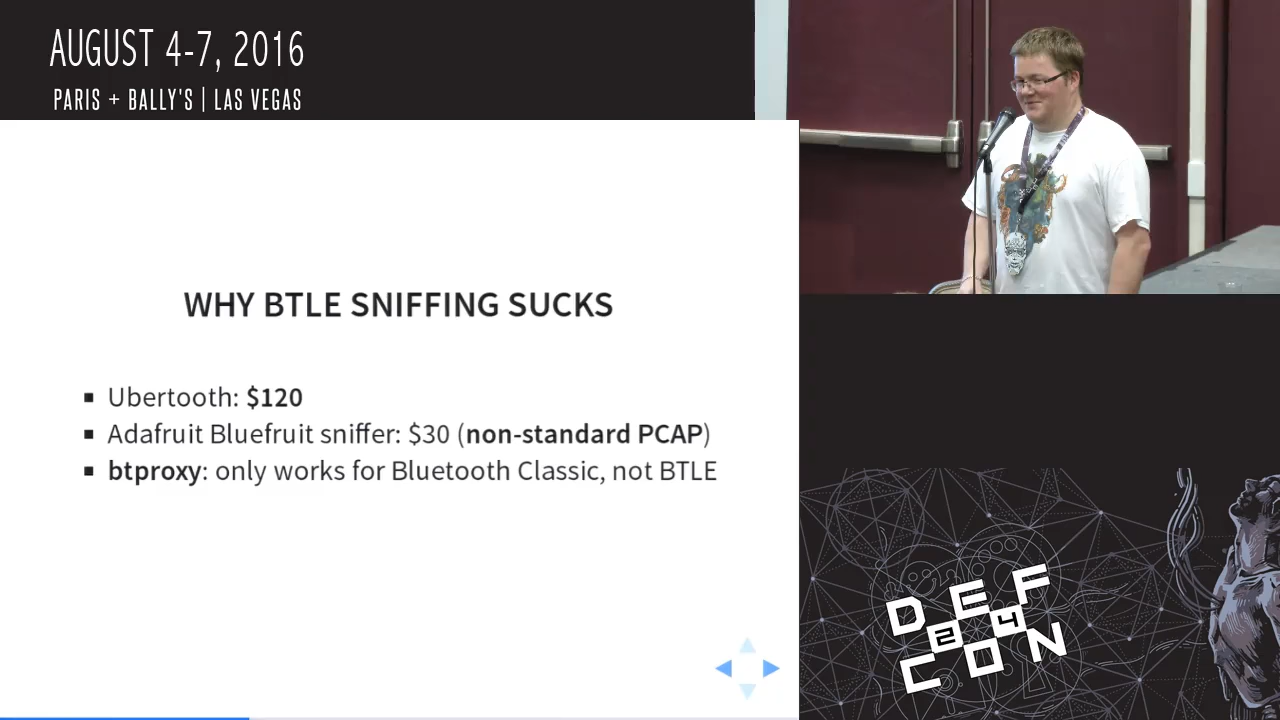 AUGUST 4-7, 2016
PARIS + BALLY'S | LAS VEGAS
WHY BTLE SNIFFING SUCKS
▪ Ubertooth: $120
▪ Adafruit Bluefruit sniffer: $30 (non-standard PCAP)
▪ btproxy: only works for Bluetooth Classic, not BTLE
DEF
24
CON